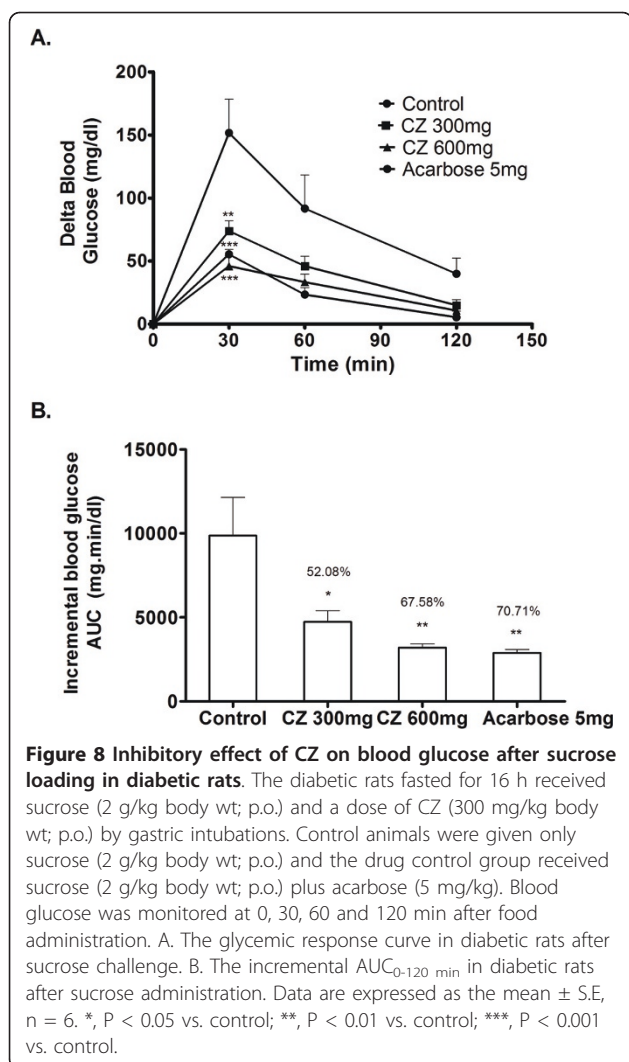 A.
200
150
100
50
0
Delta Blood
Glucose (mg/dl)
Control
CZ 300mg
CZ 600mg
Acarbose 5mg
**
***
***
0 30 60 90 120 150
Time (min)
B.
15000
10000
5000
0
Incremental blood glucose
AUC (mg.min/dl)
52.08%
*
67.58%
**
70.71%
**
Control CZ 300mg CZ 600mg Acarbose 5mg
Figure 8 Inhibitory effect of CZ on blood glucose after sucrose
loading in diabetic rats. The diabetic rats fasted for 16 h received
sucrose (2 g/kg body wt; p.o.) and a dose of CZ (300 mg/kg body
wt; p.o.) by gastric intubations. Control animals were given only
sucrose (2 g/kg body wt; p.o.) and the drug control group received
sucrose (2 g/kg body wt; p.o.) plus acarbose (5 mg/kg). Blood
glucose was monitored at 0, 30, 60 and 120 min after food
administration. A. The glycemic response curve in diabetic rats after
sucrose challenge. B. The incremental AUC0-120 min in diabetic rats
after sucrose administration. Data are expressed as the mean ± S.E,
n = 6. *, P < 0.05 vs. control; **, P < 0.01 vs. control; ***, P < 0.001
vs. control.